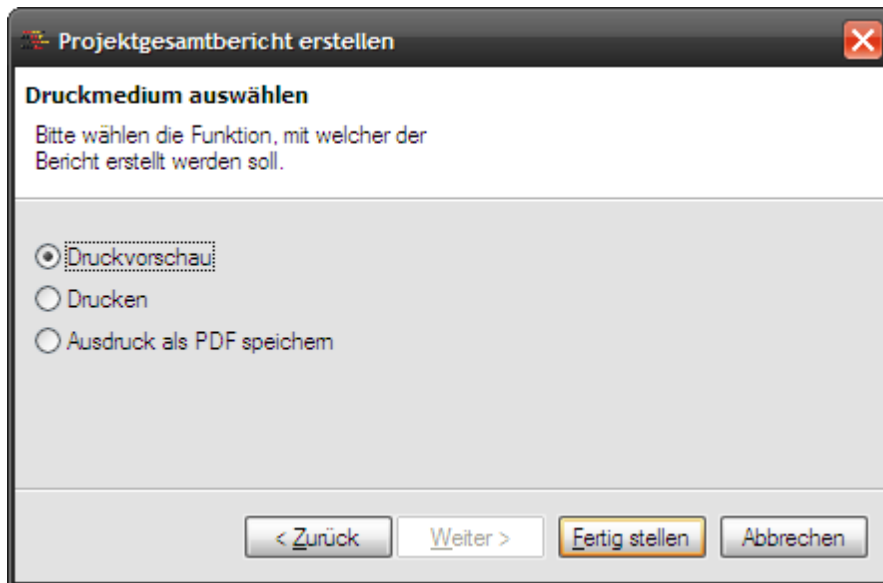 Projektgesamtbericht erstellen
Druckmedium auswählen
Bitte wählen die Funktion, mit welcher der
Bericht erstellt werden soll.
Druckvorschau
Drucken
Ausdruck als PDF speichern
< Zurück
Weiter >
Fertig stellen
Abbrechen